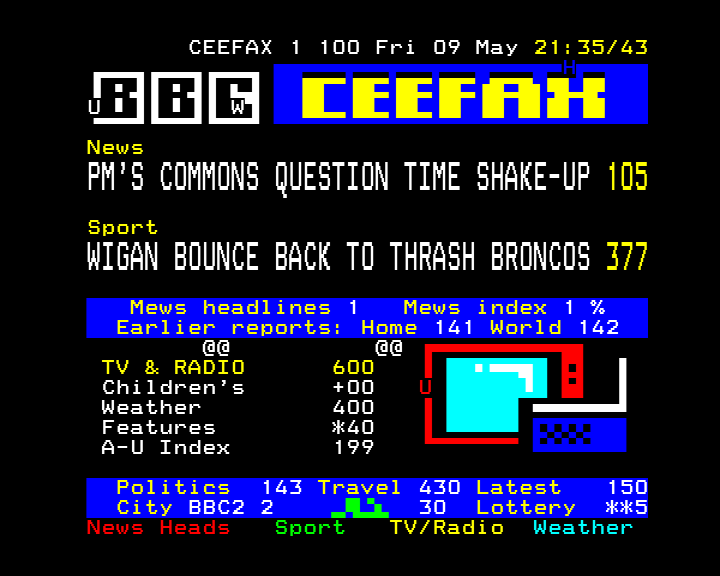 CEEFAX 1 100 Fri 09 May 21:35/43
H
BBC CEEFAX
U W
News
PM'S COMMONS QUESTION TIME SHAKE-UP 105
Sport
WIGAN BOUNCE BACK TO THRASH BRONCOS 377
Mews headlines 1 Mews index 1 %
Earlier reports: Home 141 World 142
@@ @@
TV & RADIO 600
Children's +00 U
Weather 400
Features *40
A-U Index 199
Politics 143 Travel 430 Latest 150
City BBC2 2 30 Lottery **5
News Heads Sport TV/Radio Weather